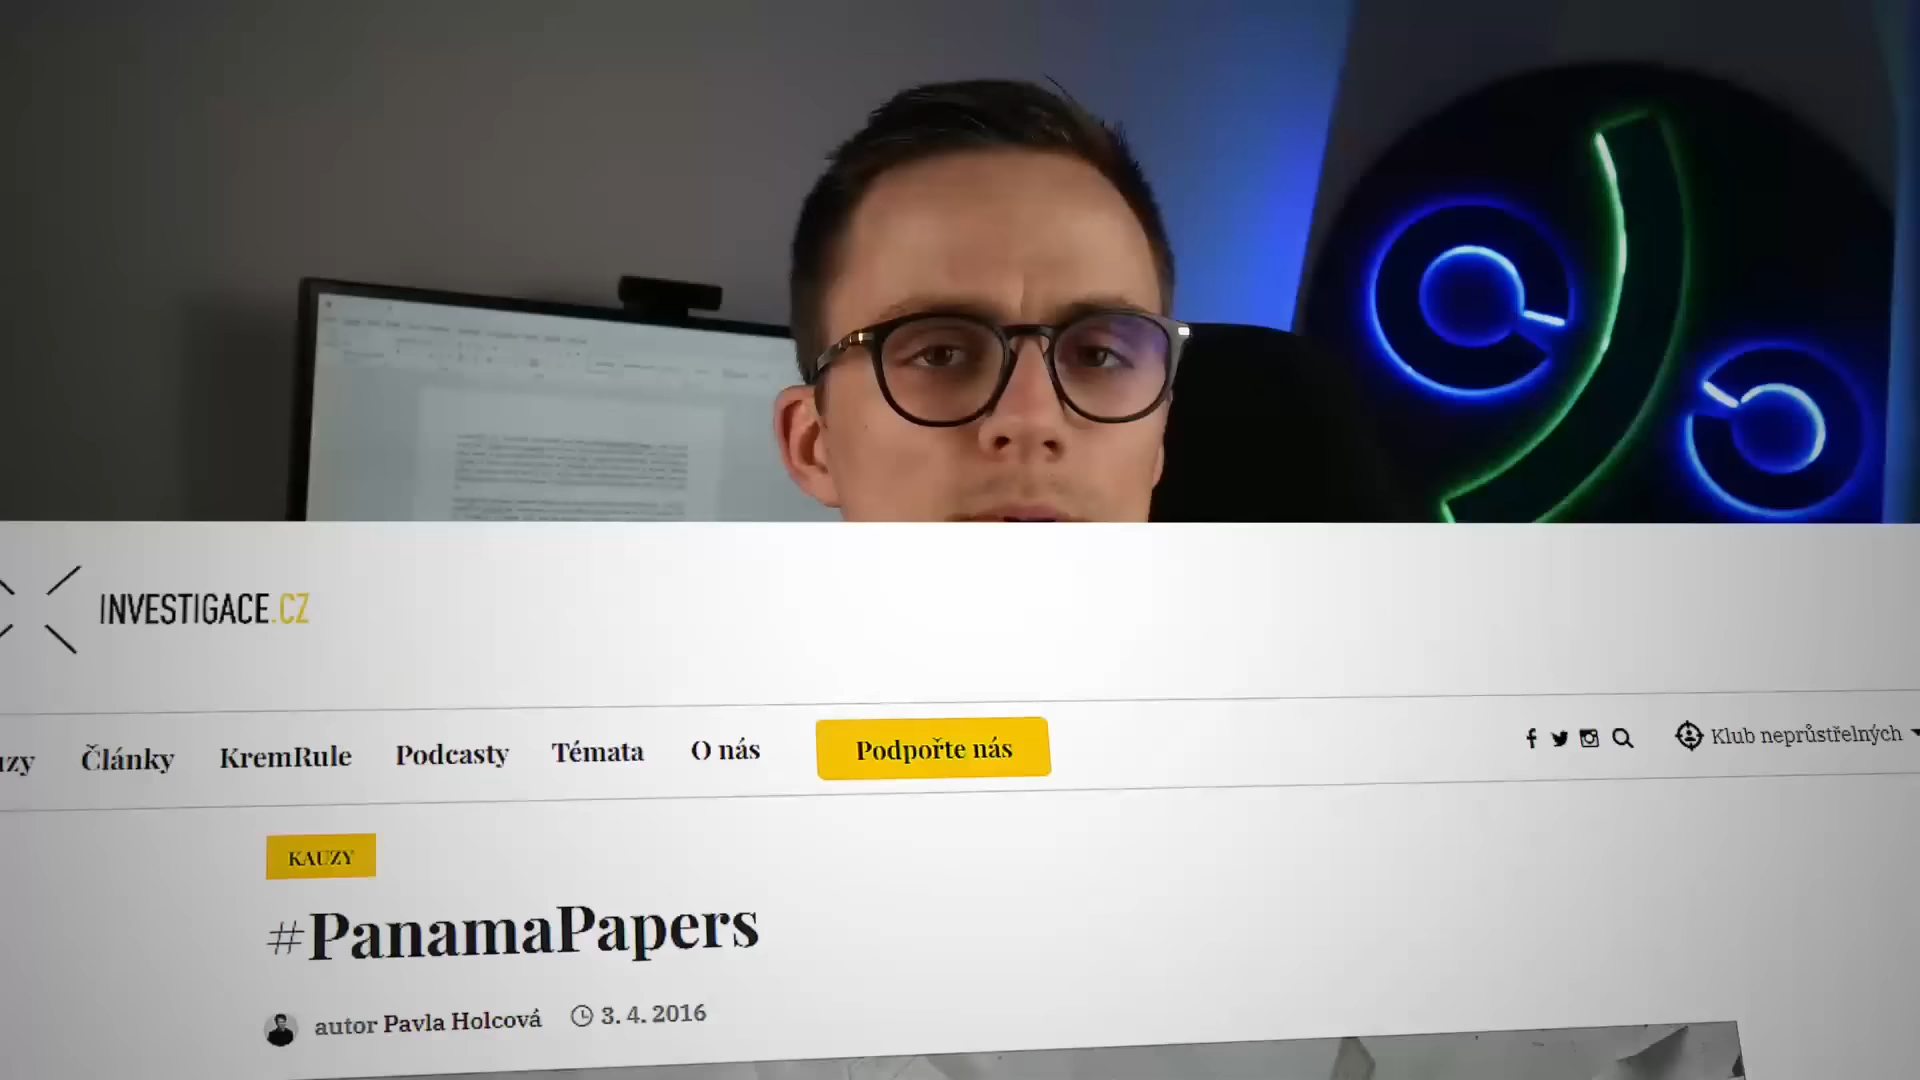 INVESTIGACE.CZ
Články KremRule Podcasty Témata O nás Podpořte nás Klub neprůstřelných
KAUZY
#PanamaPapers
autor Pavla Holcová 3. 4. 2016